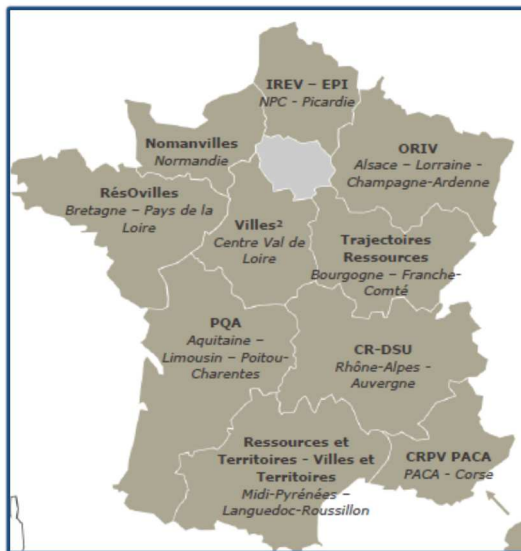 IREV – EPI
NPC - Picardie
Nomanvilles
Normandie
ORIV
Alsace – Lorraine -
Champagne-Ardenne
RésOvilles
Bretagne – Pays de la
Loire
Villes²
Centre Val de
Loire
Trajectoires
Ressources
Bourgogne – Franche-
Comté
PQA
Aquitaine –
Limousin – Poitou-
Charentes
CR-DSU
Rhône-Alpes -
Auvergne
Ressources et
Territoires - Villes et
Territoires
Midi-Pyrénées –
Languedoc-Roussillon
CRPV PACA
PACA - Corse